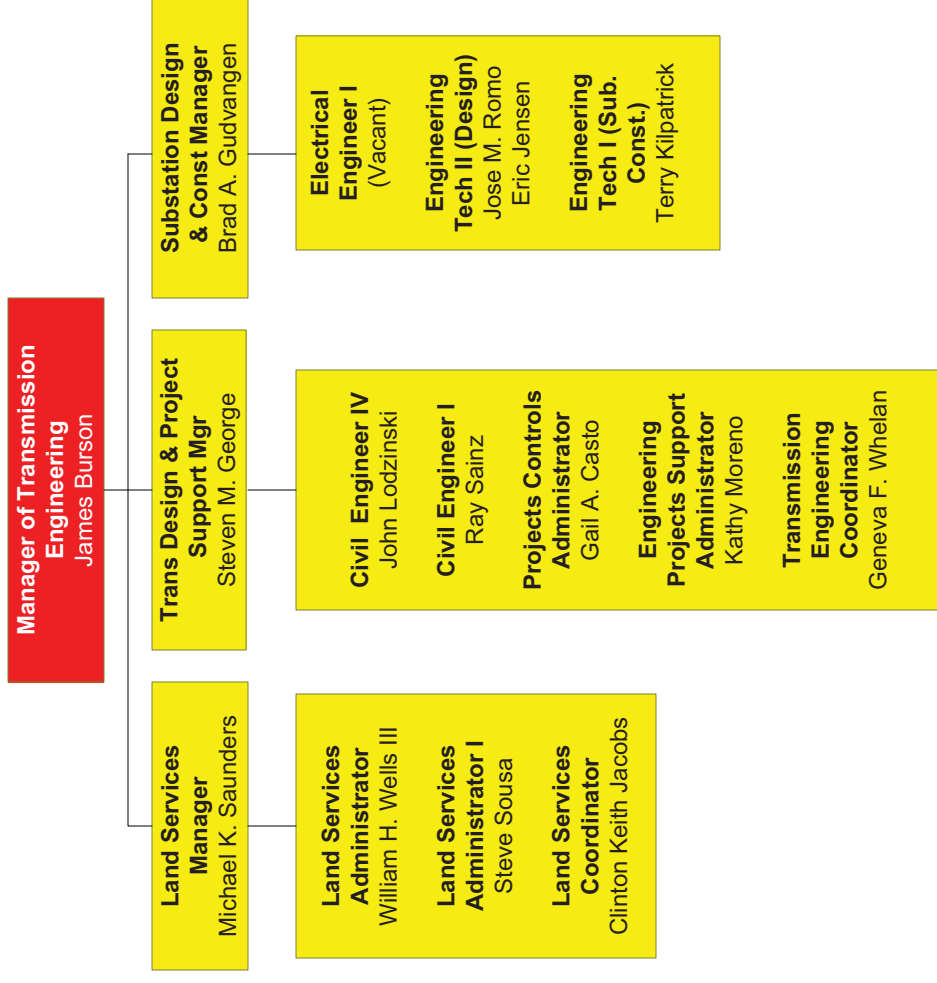 Manager of Transmission
Engineering
James Burson
Land Services
Manager
Michael K. Saunders
Land Services
Administrator
William H. Wells III
Land Services
Administrator I
Steve Sousa
Land Services
Coordinator
Clinton Keith Jacobs
Trans Design & Project
Support Mgr
Steven M. George
Civil Engineer IV
John Lodzinski
Civil Engineer I
Ray Sainz
Projects Controls
Administrator
Gail A. Casto
Engineering
Projects Support
Administrator
Kathy Moreno
Transmission
Engineering
Coordinator
Geneva F. Whelan
Substation Design
& Const Manager
Brad A. Gudvangen
Electrical
Engineer I
(Vacant)
Engineering
Tech II (Design)
Jose M. Romo
Eric Jensen
Engineering
Tech I (Sub.
Const.)
Terry Kilpatrick